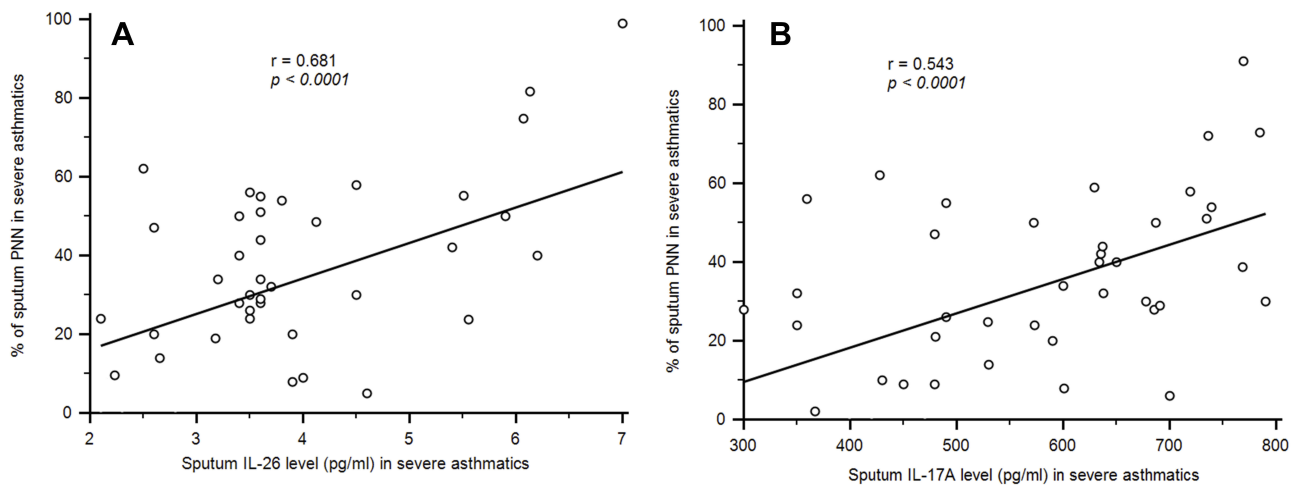 A
r = 0.681
p < 0.0001
% of sputum PNN in severe asthmatics
100
80
60
40
20
0
2 3 4 5 6 7
Sputum IL-26 level (pg/ml) in severe asthmatics
B
r = 0.543
p < 0.0001
% of sputum PNN in severe asthmatics
100
80
60
40
20
0
300 400 500 600 700 800
Sputum IL-17A level (pg/ml) in severe asthmatics